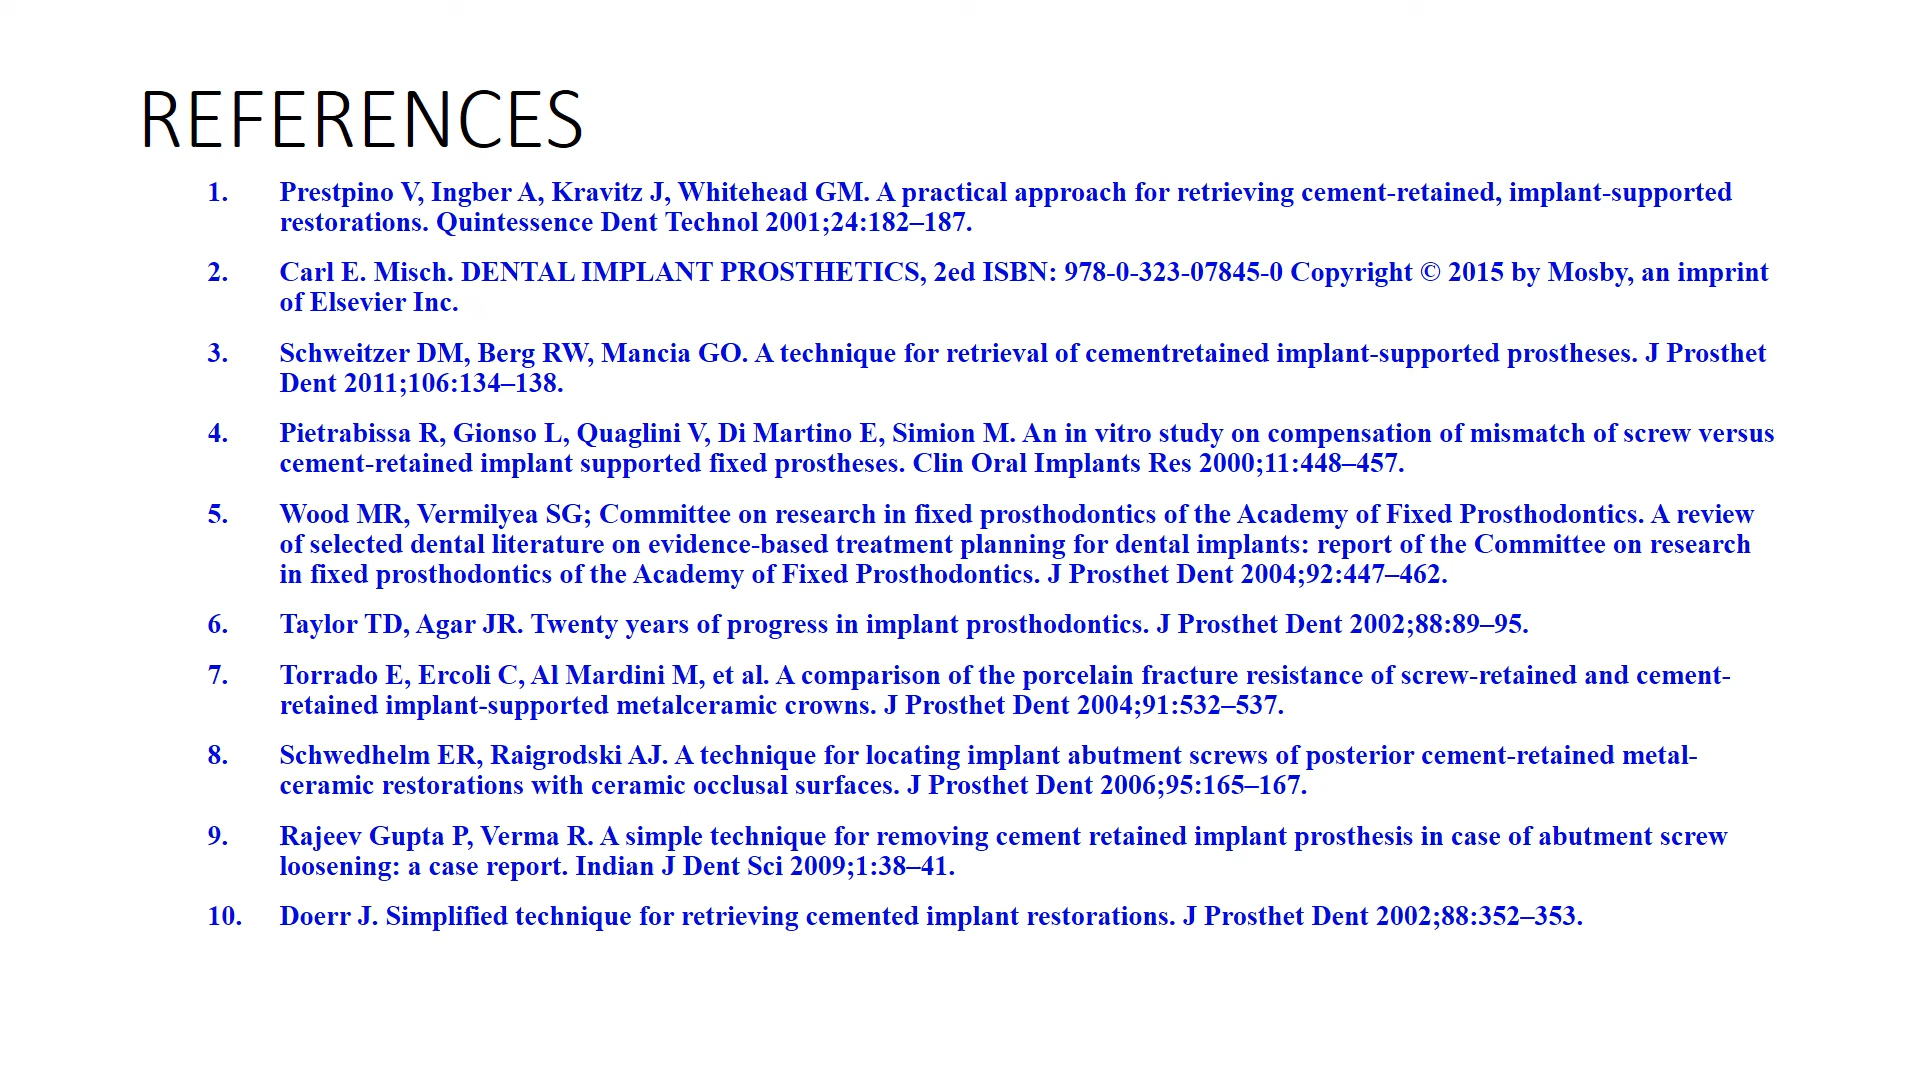 REFERENCES
1. Prestpino V, Ingber A, Kravitz J, Whitehead GM. A practical approach for retrieving cement-retained, implant-supported
restorations. Quintessence Dent Technol 2001;24:182–187.
2. Carl E. Misch. DENTAL IMPLANT PROSTHETICS, 2ed ISBN: 978-0-323-07845-0 Copyright © 2015 by Mosby, an imprint
of Elsevier Inc.
3. Schweitzer DM, Berg RW, Mancia GO. A technique for retrieval of cementretained implant-supported prostheses. J Prosthet
Dent 2011;106:134–138.
4. Pietrabissa R, Gionso L, Quaglini V, Di Martino E, Simion M. An in vitro study on compensation of mismatch of screw versus
cement-retained implant supported fixed prostheses. Clin Oral Implants Res 2000;11:448–457.
5. Wood MR, Vermilyea SG; Committee on research in fixed prosthodontics of the Academy of Fixed Prosthodontics. A review
of selected dental literature on evidence-based treatment planning for dental implants: report of the Committee on research
in fixed prosthodontics of the Academy of Fixed Prosthodontics. J Prosthet Dent 2004;92:447–462.
6. Taylor TD, Agar JR. Twenty years of progress in implant prosthodontics. J Prosthet Dent 2002;88:89–95.
7. Torrado E, Ercoli C, Al Mardini M, et al. A comparison of the porcelain fracture resistance of screw-retained and cement-
retained implant-supported metalceramic crowns. J Prosthet Dent 2004;91:532–537.
8. Schwedhelm ER, Raigrodski AJ. A technique for locating implant abutment screws of posterior cement-retained metal-
ceramic restorations with ceramic occlusal surfaces. J Prosthet Dent 2006;95:165–167.
9. Rajeev Gupta P, Verma R. A simple technique for removing cement retained implant prosthesis in case of abutment screw
loosening: a case report. Indian J Dent Sci 2009;1:38–41.
10. Doerr J. Simplified technique for retrieving cemented implant restorations. J Prosthet Dent 2002;88:352–353.